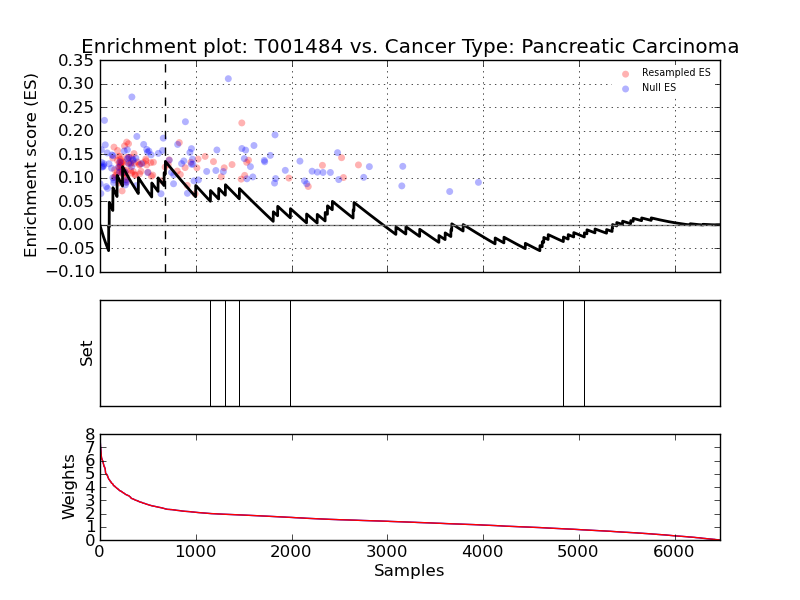 Enrichment plot: T001484 vs. Cancer Type: Pancreatic Carcinoma
Enrichment score (ES)
0.35
0.30
0.25
0.20
0.15
0.10
0.05
0.00
−0.05
−0.10
Resampled ES
Null ES
Set
Weights
8
7
6
5
4
3
2
1
0
0 1000 2000 3000 4000 5000 6000
Samples